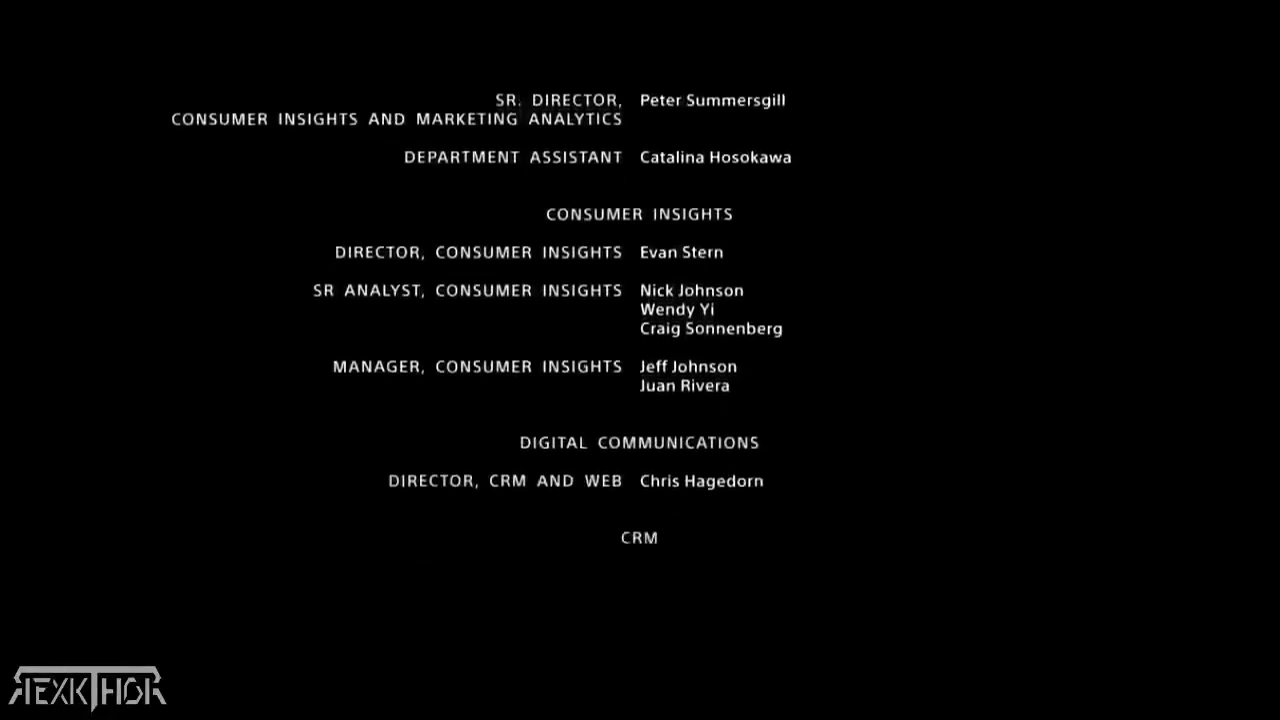 SR. DIRECTOR, Peter Summersgill
CONSUMER INSIGHTS AND MARKETING ANALYTICS
DEPARTMENT ASSISTANT Catalina Hosokawa
CONSUMER INSIGHTS
DIRECTOR, CONSUMER INSIGHTS Evan Stern
SR ANALYST, CONSUMER INSIGHTS Nick Johnson
Wendy Yi
Craig Sonnenberg
MANAGER, CONSUMER INSIGHTS Jeff Johnson
Juan Rivera
DIGITAL COMMUNICATIONS
DIRECTOR, CRM AND WEB Chris Hagedorn
CRM